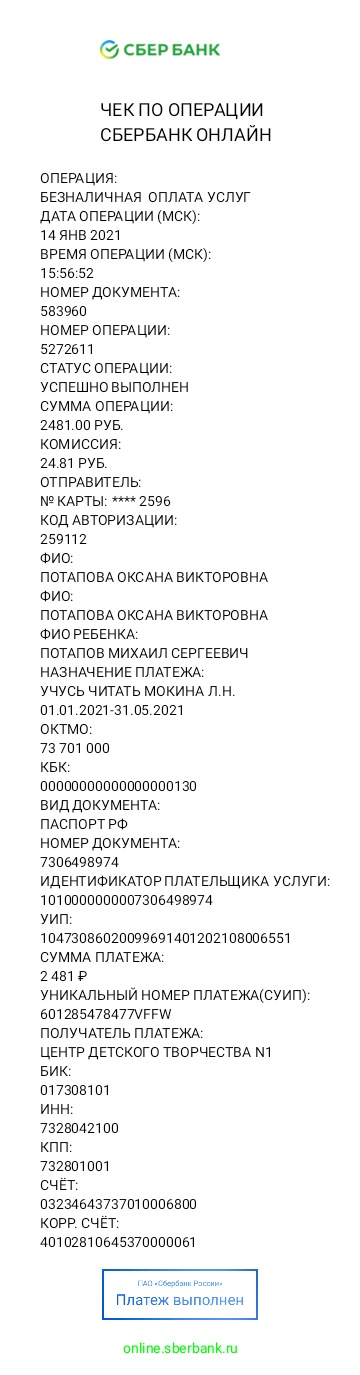 СБЕР БАНК
ЧЕК ПО ОПЕРАЦИИ
СБЕРБАНК ОНЛАЙН
ОПЕРАЦИЯ:
БЕЗНАЛИЧНАЯ  ОПЛАТА УСЛУГ
ДАТА ОПЕРАЦИИ (МСК):
14 ЯНВ 2021
ВРЕМЯ ОПЕРАЦИИ (МСК):
15:56:52
НОМЕР ДОКУМЕНТА:
583960
НОМЕР ОПЕРАЦИИ:
5272611
СТАТУС ОПЕРАЦИИ:
УСПЕШНО ВЫПОЛНЕН
СУММА ОПЕРАЦИИ:
2481.00 РУБ.
КОМИССИЯ:
24.81 РУБ.
ОТПРАВИТЕЛЬ:
№ КАРТЫ: **** 2596
КОД АВТОРИЗАЦИИ:
259112
ФИО:
ПОТАПОВА ОКСАНА ВИКТОРОВНА
ФИО:
ПОТАПОВА ОКСАНА ВИКТОРОВНА
ФИО РЕБЕНКА:
ПОТАПОВ МИХАИЛ СЕРГЕЕВИЧ
НАЗНАЧЕНИЕ ПЛАТЕЖА:
УЧУСЬ ЧИТАТЬ МОКИНА Л.Н.
01.01.2021-31.05.2021
ОКТМО:
73 701 000
КБК:
00000000000000000130
ВИД ДОКУМЕНТА:
ПАСПОРТ РФ
НОМЕР ДОКУМЕНТА:
7306498974
ИДЕНТИФИКАТОР ПЛАТЕЛЬЩИКА УСЛУГИ:
1010000000007306498974
УИП:
10473086020099691401202108006551
СУММА ПЛАТЕЖА:
2 481 ₽
УНИКАЛЬНЫЙ НОМЕР ПЛАТЕЖА(СУИП):
601285478477VFFW
ПОЛУЧАТЕЛЬ ПЛАТЕЖА:
ЦЕНТР ДЕТСКОГО ТВОРЧЕСТВА N1
БИК:
017308101
ИНН:
7328042100
КПП:
732801001
СЧЁТ:
03234643737010006800
КОРР. СЧЁТ:
40102810645370000061
ПАО «Сбербанк России»
Платеж выполнен
online.sberbank.ru